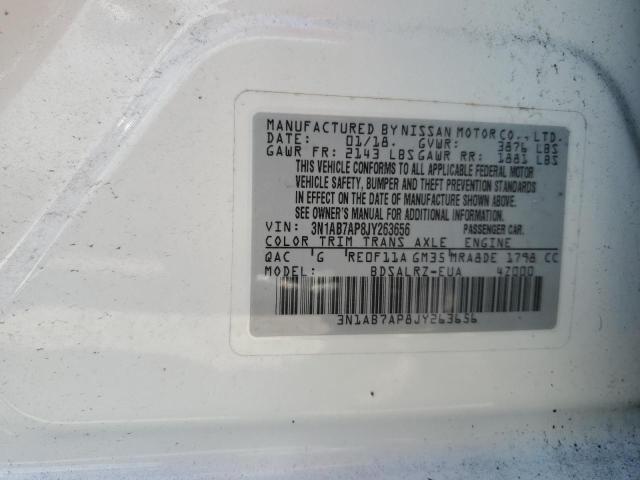 MANUFACTURED BY NISSAN MOTOR CO., LTD.
DATE: 01/18. GVWR: 3876 LBS
GAWR FR: 2143 LBS GAWR RR: 1881 LBS
THIS VEHICLE CONFORMS TO ALL APPLICABLE FEDERAL MOTOR
VEHICLE SAFETY, BUMPER AND THEFT PREVENTION STANDARDS
IN EFFECT ON THE DATE OF MANUFACTURE SHOWN ABOVE.
SEE OWNER'S MANUAL FOR ADDITIONAL INFORMATION.
VIN: 3N1AB7AP8JY263656 PASSENGER CAR.
COLOR TRIM TRANS AXLE ENGINE
QAC G RE0F11A GM35 MRA8DE 1798 CC
MODEL: BDSALRZ-EUA 47000
3N1AB7AP8JY263656